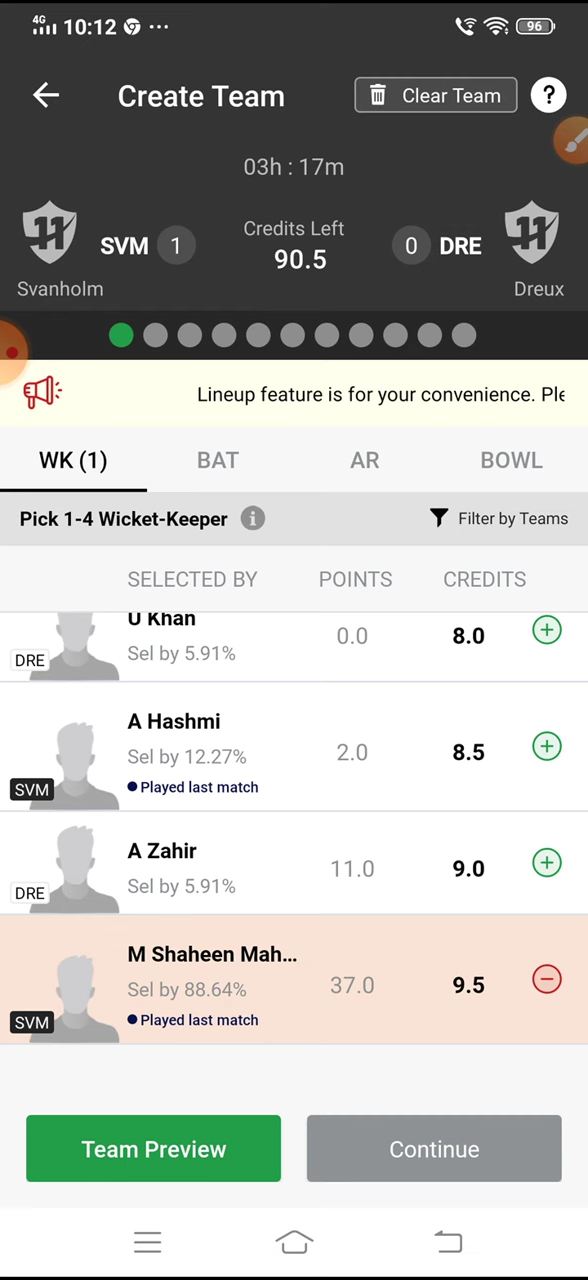 4G 10:12 ... 96
Create Team Clear Team ?
03h : 17m
SVM 1 Credits Left 0 DRE
90.5
Svanholm Dreux
Lineup feature is for your convenience. Ple
WK (1) BAT AR BOWL
Pick 1-4 Wicket-Keeper i Filter by Teams
SELECTED BY POINTS CREDITS
U Khan
DRE Sel by 5.91% 0.0 8.0
A Hashmi
Sel by 12.27% 2.0 8.5
SVM Played last match
A Zahir
DRE Sel by 5.91% 11.0 9.0
M Shaheen Mah...
Sel by 88.64% 37.0 9.5
SVM Played last match
Team Preview Continue